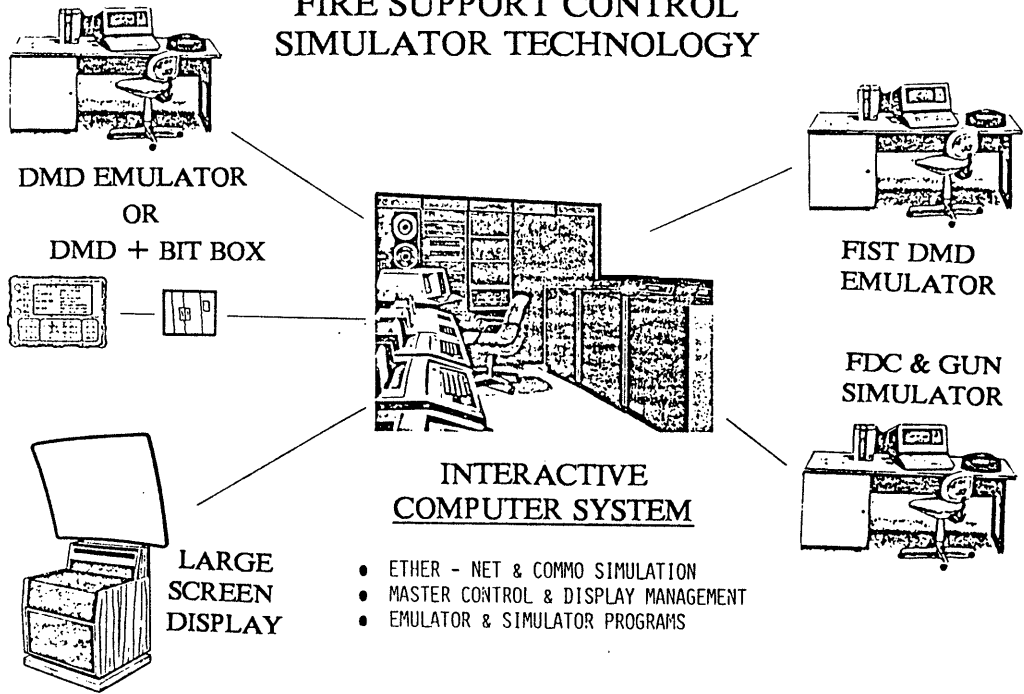 FIRE SUPPORT CONTROL
SIMULATOR TECHNOLOGY
DMD EMULATOR
OR
DMD + BIT BOX
FIST DMD
EMULATOR
FDC & GUN
SIMULATOR
INTERACTIVE
COMPUTER SYSTEM
LARGE
SCREEN
DISPLAY
• ETHER - NET & COMMO SIMULATION
• MASTER CONTROL & DISPLAY MANAGEMENT
• EMULATOR & SIMULATOR PROGRAMS